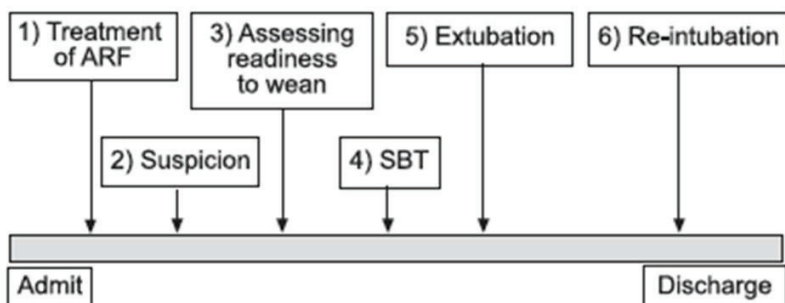 1) Treatment
of ARF
2) Suspicion
3) Assessing
readiness
to wean
4) SBT
5) Extubation
6) Re-intubation
Admit
Discharge